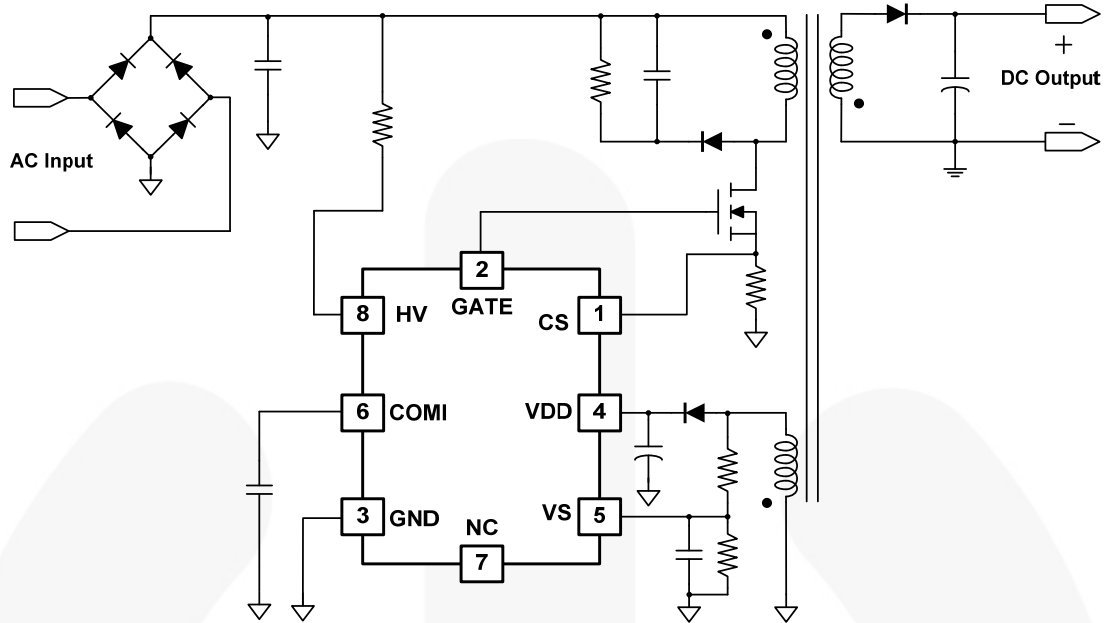 +
DC Output
−
AC Input
2
GATE
8 HV
CS 1
6 COMI
VDD 4
3 GND
VS 5
NC
7